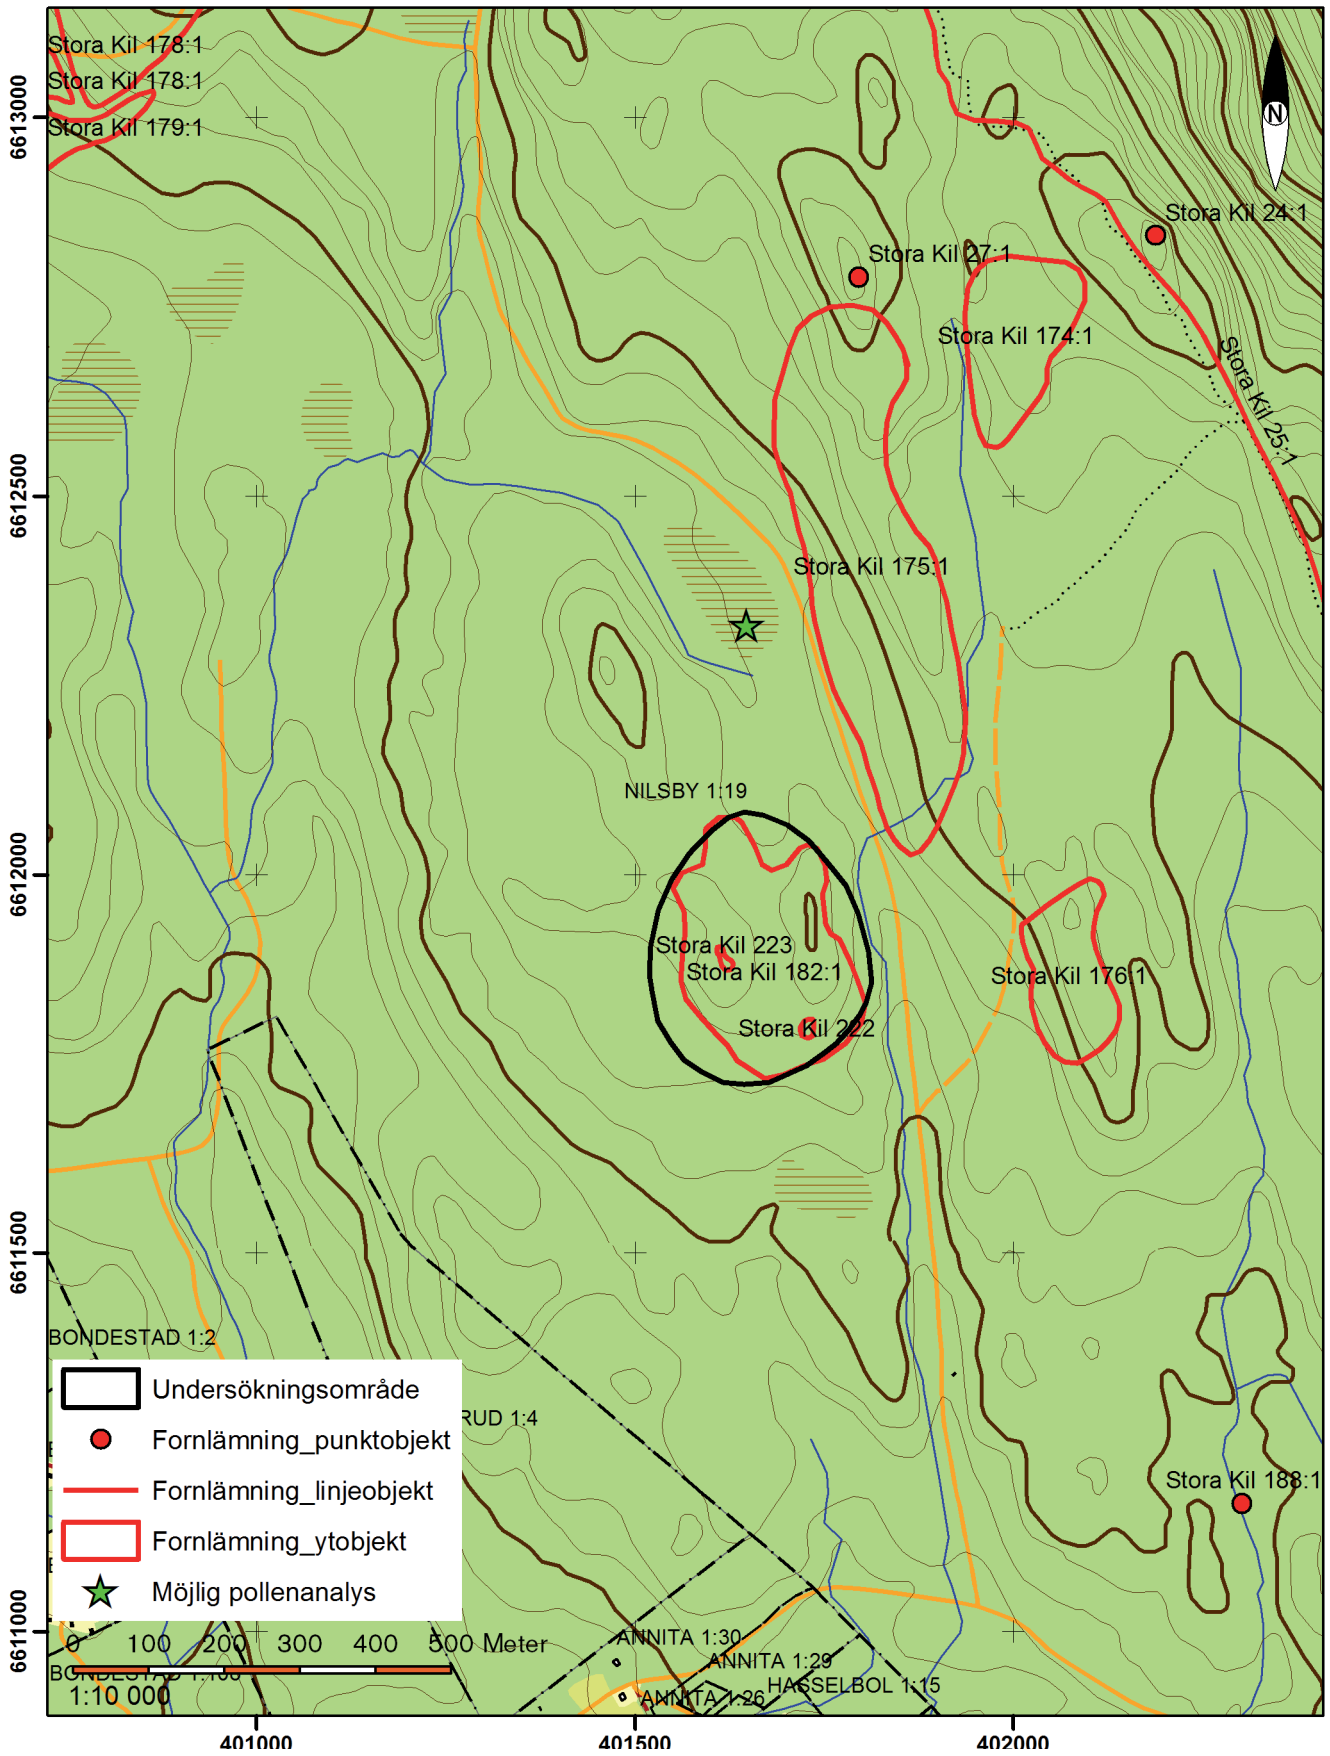 Stora Kil 178:1
Stora Kil 178:1
Stora Kil 179:1
N
Stora Kil 24:1
Stora Kil 27:1
Stora Kil 174:1
Stora Kil 25:1
Stora Kil 175:1
NILSBY 1:19
Stora Kil 223
Stora Kil 182:1
Stora Kil 176:1
Stora Kil 222
BONDESTAD 1:2
RUD 1:4
Stora Kil 188:1
Undersökningsområde
Fornlämning_punktobjekt
Fornlämning_linjeobjekt
Fornlämning_ytobjekt
Möjlig pollenanalys
0 100 200 300 400 500 Meter
1:10 000
ANNITA 1:30
ANNITA 1:29
HASSELBOL 1:15
ANNITA 1:26
6613000
6612500
6612000
6611500
6611000
401000
401500
402000